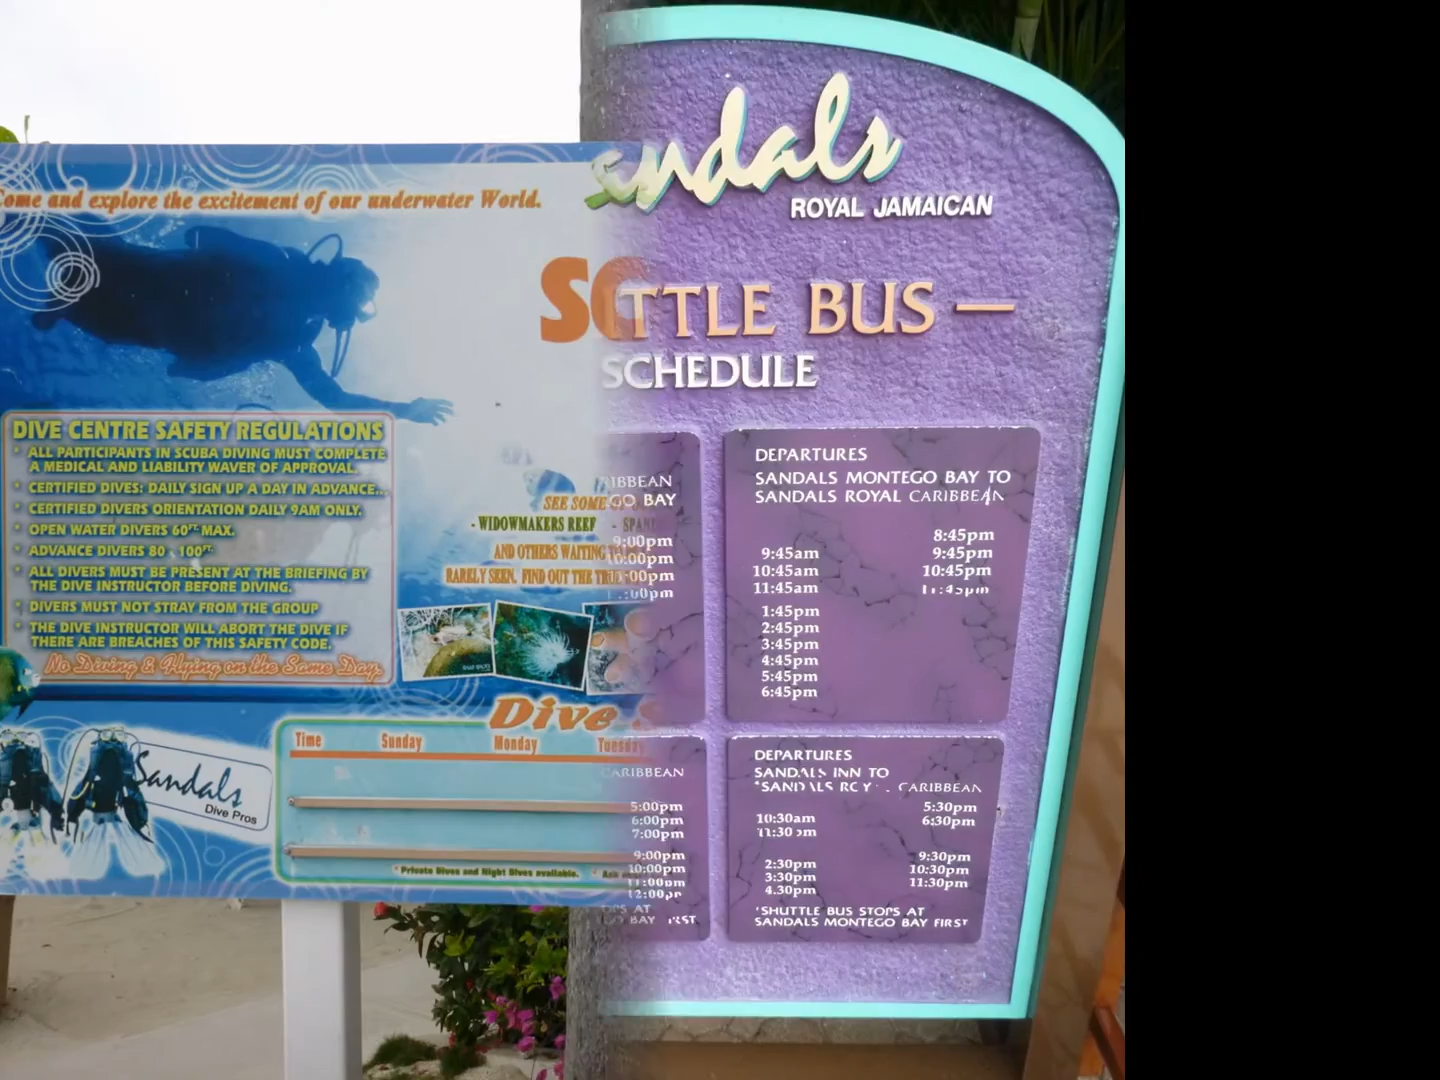 Come and explore the excitement of our underwater World.
DIVE CENTRE SAFETY REGULATIONS
* ALL PARTICIPANTS IN SCUBA DIVING MUST COMPLETE
A MEDICAL AND LIABILITY WAVER OF APPROVAL.
* CERTIFIED DIVES: DAILY SIGN UP A DAY IN ADVANCE...
* CERTIFIED DIVERS ORIENTATION DAILY 9AM ONLY.
* OPEN WATER DIVERS 60FT MAX.
* ADVANCE DIVERS 80 - 100FT.
* ALL DIVERS MUST BE PRESENT AT THE BRIEFING BY
THE DIVE INSTRUCTOR BEFORE DIVING.
* DIVERS MUST NOT STRAY FROM THE GROUP
* THE DIVE INSTRUCTOR WILL ABORT THE DIVE IF
THERE ARE BREACHES OF THIS SAFETY CODE.
No Diving & Flying on the Same Day
SEE SOME
- WIDOWMAKERS REEF
AND OTHERS WAITING
RARELY SEEN. FIND OUT THE
Sandals
Dive Pros
Dive
Time Sunday Monday Tuesday
* Private Dives and Night Dives available. * Ask
andals
ROYAL JAMAICAN
TTLE BUS —
SCHEDULE
RIBBEAN
GO BAY
9:00pm
10:00pm
:00pm
:00pm
DEPARTURES
SANDALS MONTEGO BAY TO
SANDALS ROYAL CARIBBEAN
8:45pm
9:45am 9:45pm
10:45am 10:45pm
11:45am 11:45pm
1:45pm
2:45pm
3:45pm
4:45pm
5:45pm
6:45pm
CARIBBEAN
5:00pm
6:00pm
7:00pm
9:00pm
10:00pm
11:00pm
12:00pm
OPS AT
GO BAY FIRST
DEPARTURES
SANDALS INN TO
*SANDALS ROY CARIBBEAN
5:30pm
10:30am 6:30pm
11:30
2:30pm 9:30pm
3:30pm 10:30pm
4.30pm 11:30pm
*SHUTTLE BUS STOPS AT
SANDALS MONTEGO BAY FIRST